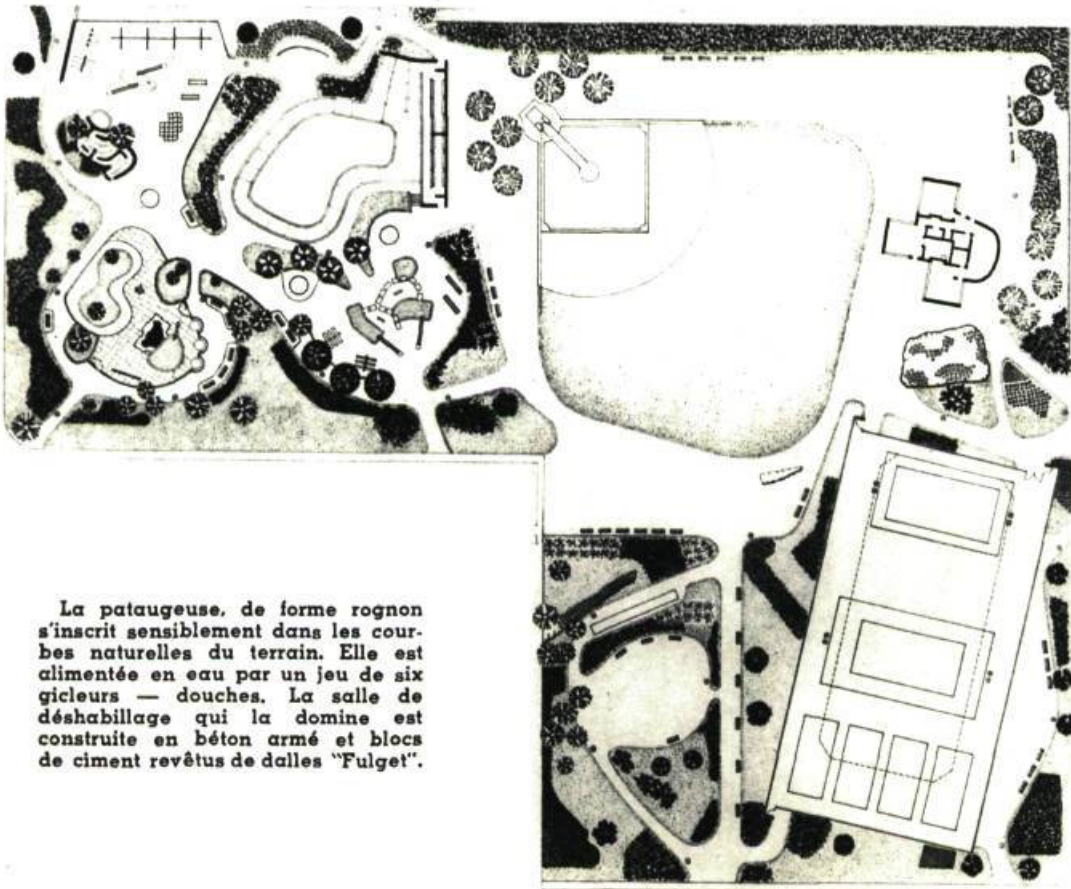 La pataugeuse, de forme rognon
s'inscrit sensiblement dans les cour-
bes naturelles du terrain. Elle est
alimentée en eau par un jeu de six
gicleurs — douches. La salle de
déshabillage qui la domine est
construite en béton armé et blocs
de ciment revêtus de dalles "Fulget".